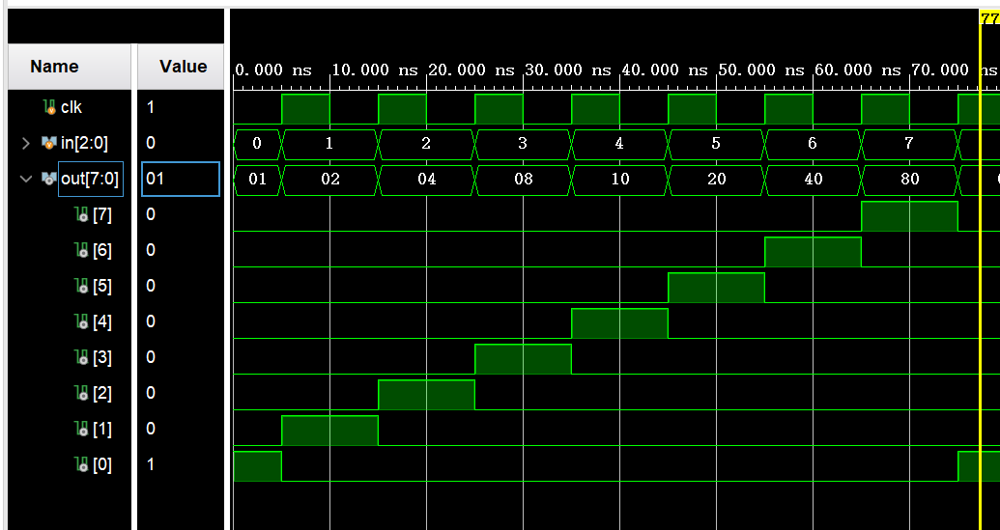 77
Name Value
0.000 ns 10.000 ns 20.000 ns 30.000 ns 40.000 ns 50.000 ns 60.000 ns 70.000 ns
clk 1
in[2:0] 0 0 1 2 3 4 5 6 7
out[7:0] 01 01 02 04 08 10 20 40 80
[7] 0
[6] 0
[5] 0
[4] 0
[3] 0
[2] 0
[1] 0
[0] 1